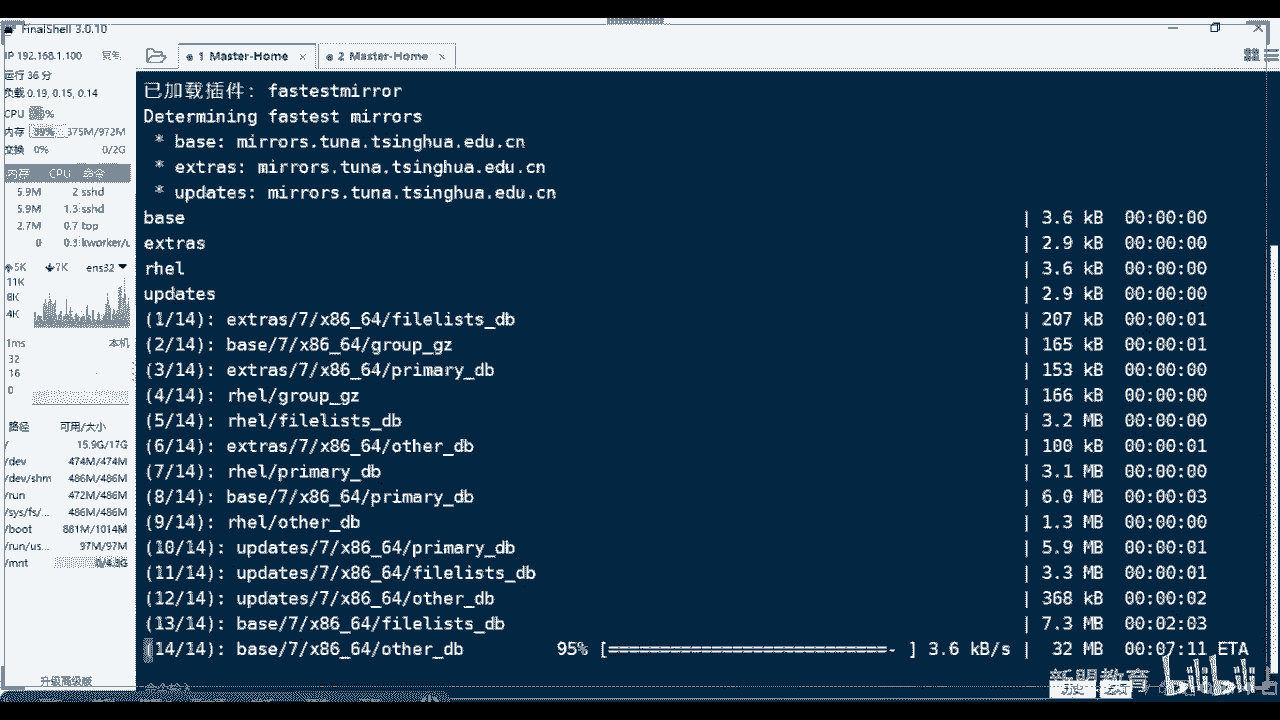 FinalShell 3.0.10
IP 192.168.1.100 复制
运行 36 分
负载 0.19, 0.15, 0.14
CPU
内存 39% 375M/972M
交换 0% 0/2G
内存 CPU 命令
5.9M 2 sshd
5.9M 1.3 sshd
2.7M 0.7 top
0 0.3 kworker/u
5K 7K ens32
11K
8K
4K
1ms 本机
32
16
0
路径 可用/大小
/ 15.9G/17G
/dev 474M/474M
/dev/shm 486M/486M
/run 472M/486M
/sys/fs/... 486M/486M
/boot 881M/1014M
/run/us... 97M/97M
/mnt 0/4.3G
升级高级版
1 Master-Home
2 Master-Home
已加载插件: fastestmirror
Determining fastest mirrors
* base: mirrors.tuna.tsinghua.edu.cn
* extras: mirrors.tuna.tsinghua.edu.cn
* updates: mirrors.tuna.tsinghua.edu.cn
base | 3.6 kB 00:00:00
extras | 2.9 kB 00:00:00
rhel | 3.6 kB 00:00:00
updates | 2.9 kB 00:00:00
(1/14): extras/7/x86_64/filelists_db | 207 kB 00:00:01
(2/14): base/7/x86_64/group_gz | 165 kB 00:00:01
(3/14): extras/7/x86_64/primary_db | 153 kB 00:00:00
(4/14): rhel/group_gz | 166 kB 00:00:00
(5/14): rhel/filelists_db | 3.2 MB 00:00:00
(6/14): extras/7/x86_64/other_db | 100 kB 00:00:01
(7/14): rhel/primary_db | 3.1 MB 00:00:00
(8/14): base/7/x86_64/primary_db | 6.0 MB 00:00:03
(9/14): rhel/other_db | 1.3 MB 00:00:00
(10/14): updates/7/x86_64/primary_db | 5.9 MB 00:00:01
(11/14): updates/7/x86_64/filelists_db | 3.3 MB 00:00:01
(12/14): updates/7/x86_64/other_db | 368 kB 00:00:02
(13/14): base/7/x86_64/filelists_db | 7.3 MB 00:02:03
(14/14): base/7/x86_64/other_db 95% [===========================- ] 3.6 kB/s | 32 MB 00:07:11 ETA
新盟教育 bilibili